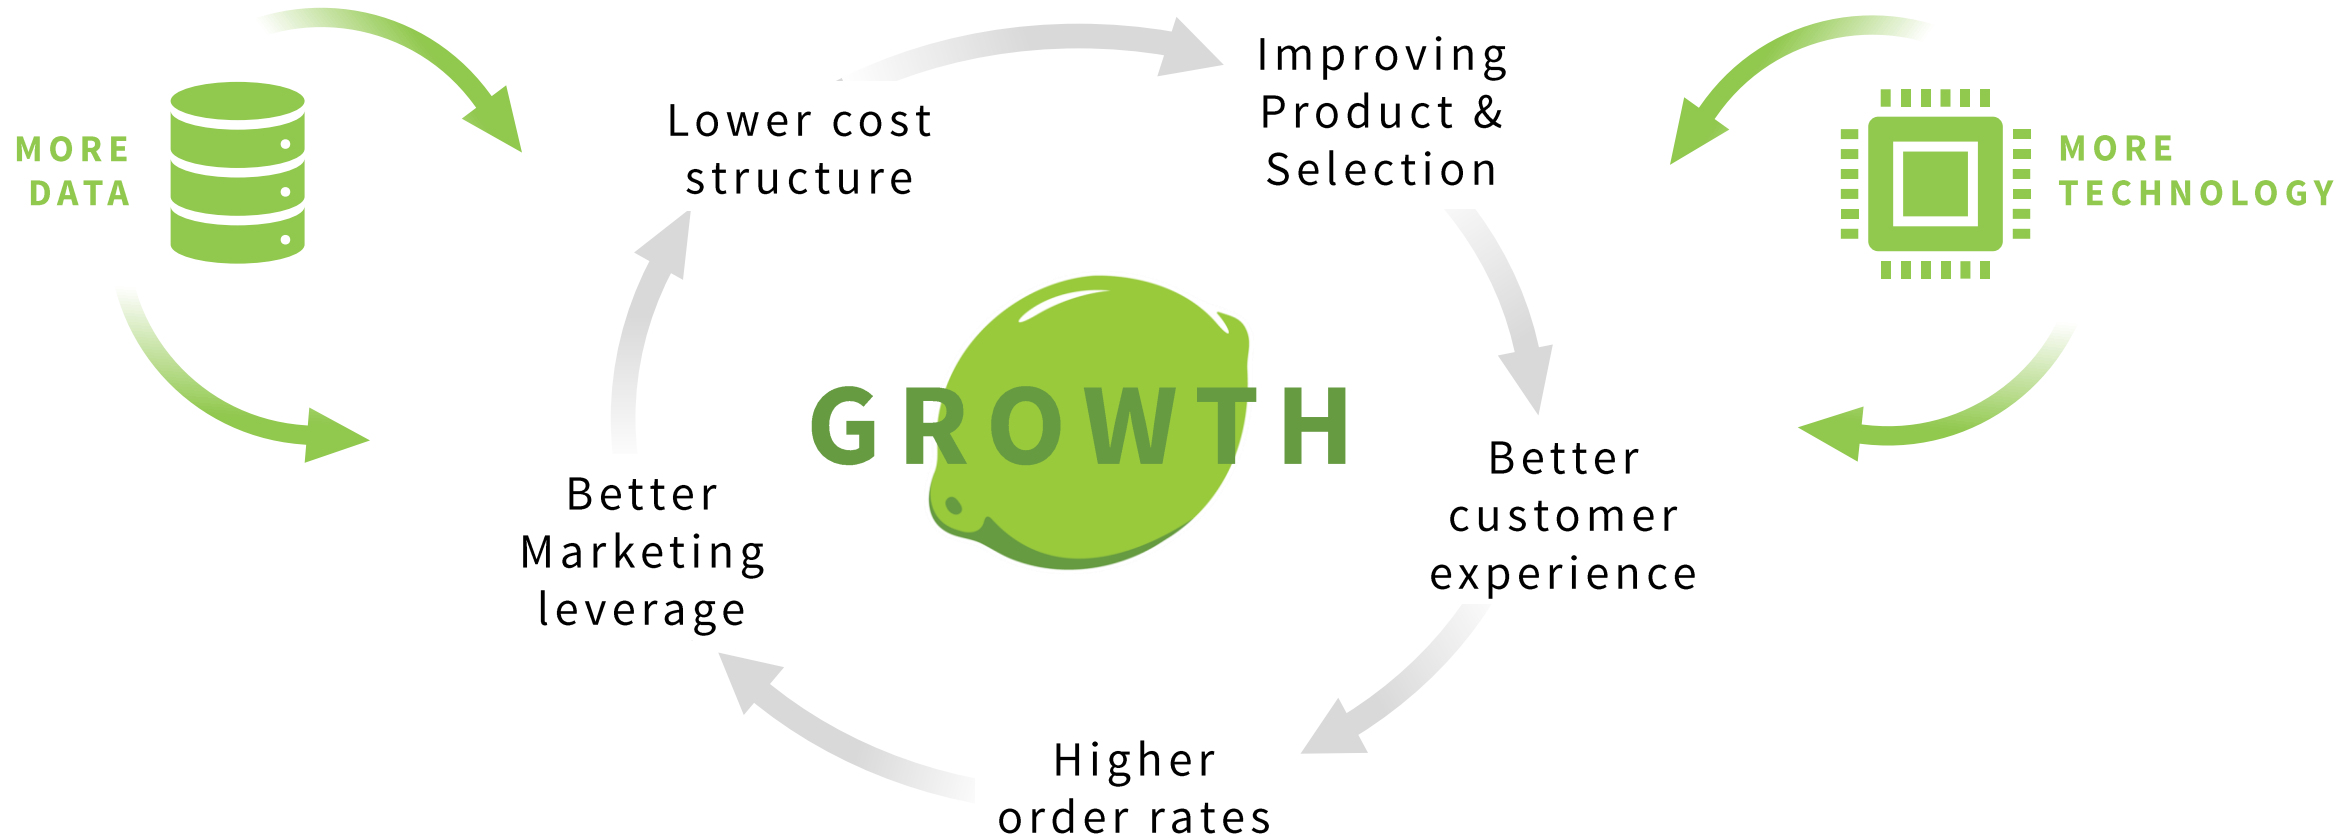 MORE
DATA
Lower cost
structure
Improving
Product &
Selection
MORE
TECHNOLOGY
GROWTH
Better
customer
experience
Better
Marketing
leverage
Higher
order rates